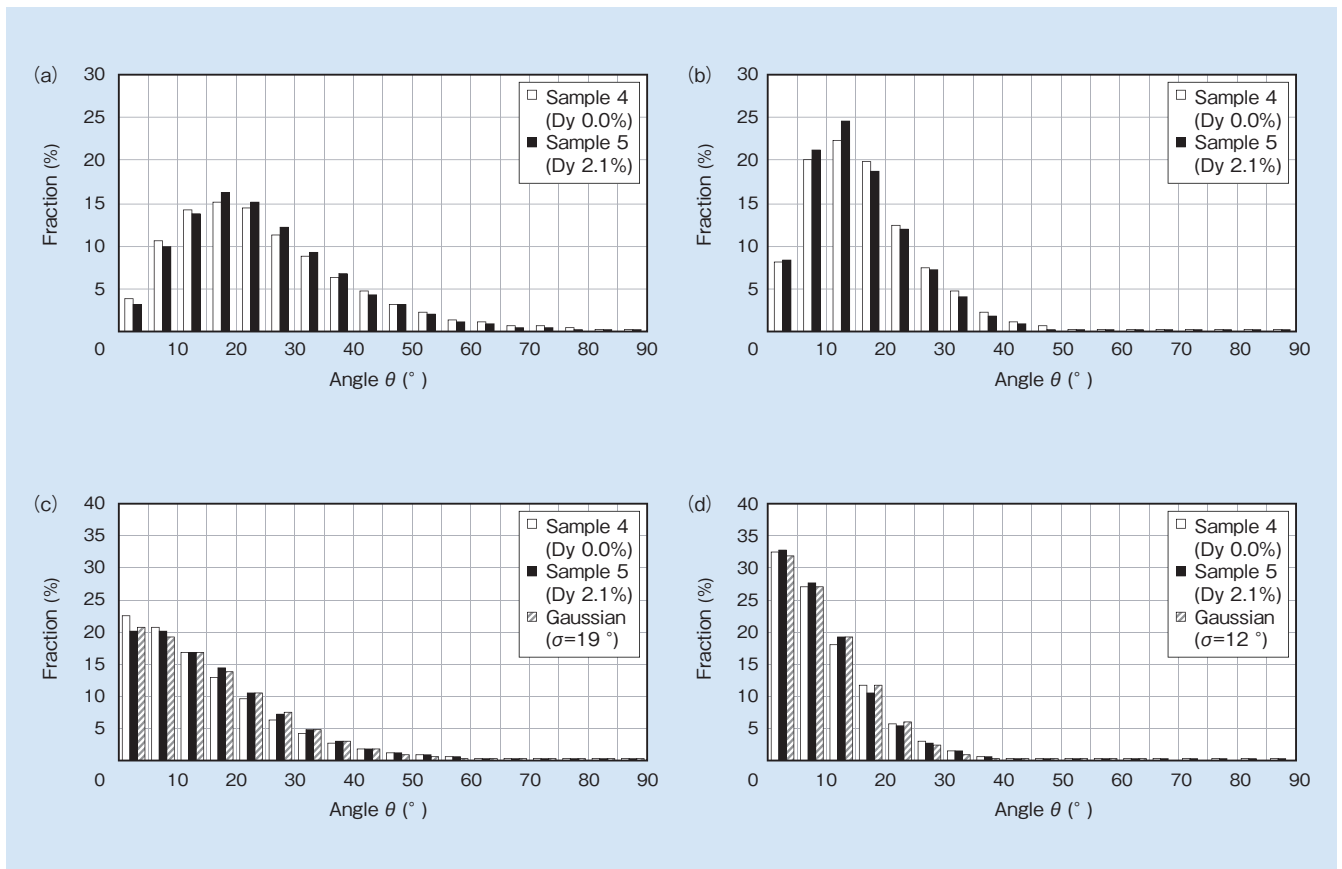 (a)
30
25
20
15
10
5
0
10 20 30 40 50 60 70 80 90
Fraction (%)
Angle θ (°)
Sample 4
(Dy 0.0%)
Sample 5
(Dy 2.1%)
(b)
30
25
20
15
10
5
0
10 20 30 40 50 60 70 80 90
Fraction (%)
Angle θ (°)
Sample 4
(Dy 0.0%)
Sample 5
(Dy 2.1%)
(c)
40
35
30
25
20
15
10
5
0
10 20 30 40 50 60 70 80 90
Fraction (%)
Angle θ (°)
Sample 4
(Dy 0.0%)
Sample 5
(Dy 2.1%)
Gaussian
(σ=19 °)
(d)
40
35
30
25
20
15
10
5
0
10 20 30 40 50 60 70 80 90
Fraction (%)
Angle θ (°)
Sample 4
(Dy 0.0%)
Sample 5
(Dy 2.1%)
Gaussian
(σ=12 °)